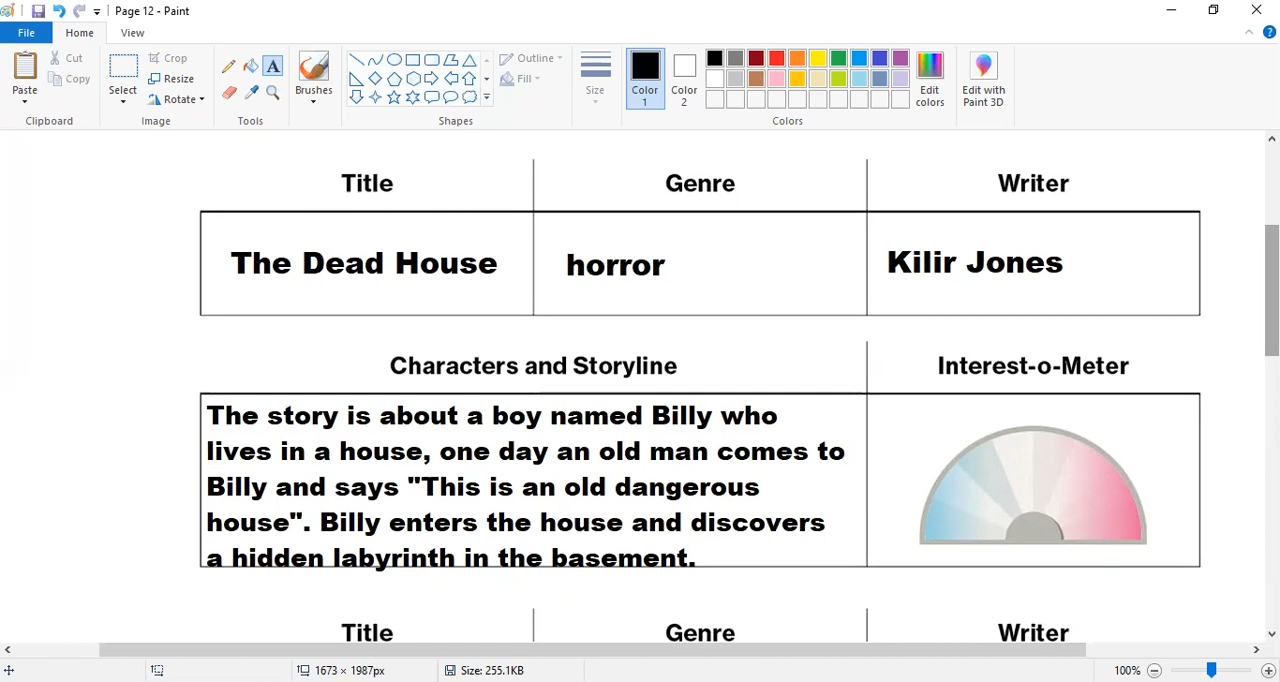 Page 12 - Paint
File Home View
Paste Cut Copy Select Crop Resize Rotate A Brushes Outline Fill Size Color 1 Color 2 Edit colors Edit with Paint 3D
Clipboard Image Tools Shapes Colors
Title Genre Writer
The Dead House horror Kilir Jones
Characters and Storyline Interest-o-Meter
The story is about a boy named Billy who
lives in a house, one day an old man comes to
Billy and says "This is an old dangerous
house". Billy enters the house and discovers
a hidden labyrinth in the basement.
Title Genre Writer
1673 × 1987px Size: 255.1KB 100%